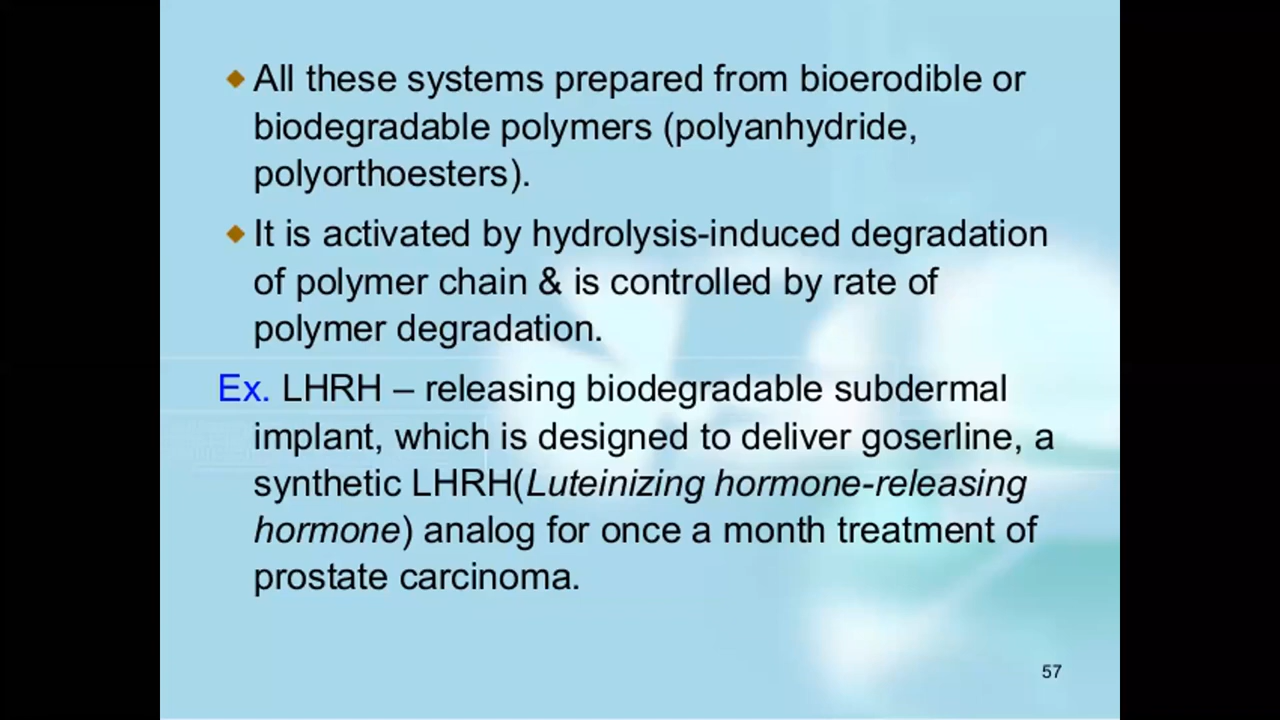 All these systems prepared from bioerodible or
biodegradable polymers (polyanhydride,
polyorthoesters).
It is activated by hydrolysis-induced degradation
of polymer chain & is controlled by rate of
polymer degradation.
Ex. LHRH – releasing biodegradable subdermal
implant, which is designed to deliver goserline, a
synthetic LHRH(Luteinizing hormone-releasing
hormone) analog for once a month treatment of
prostate carcinoma.
57